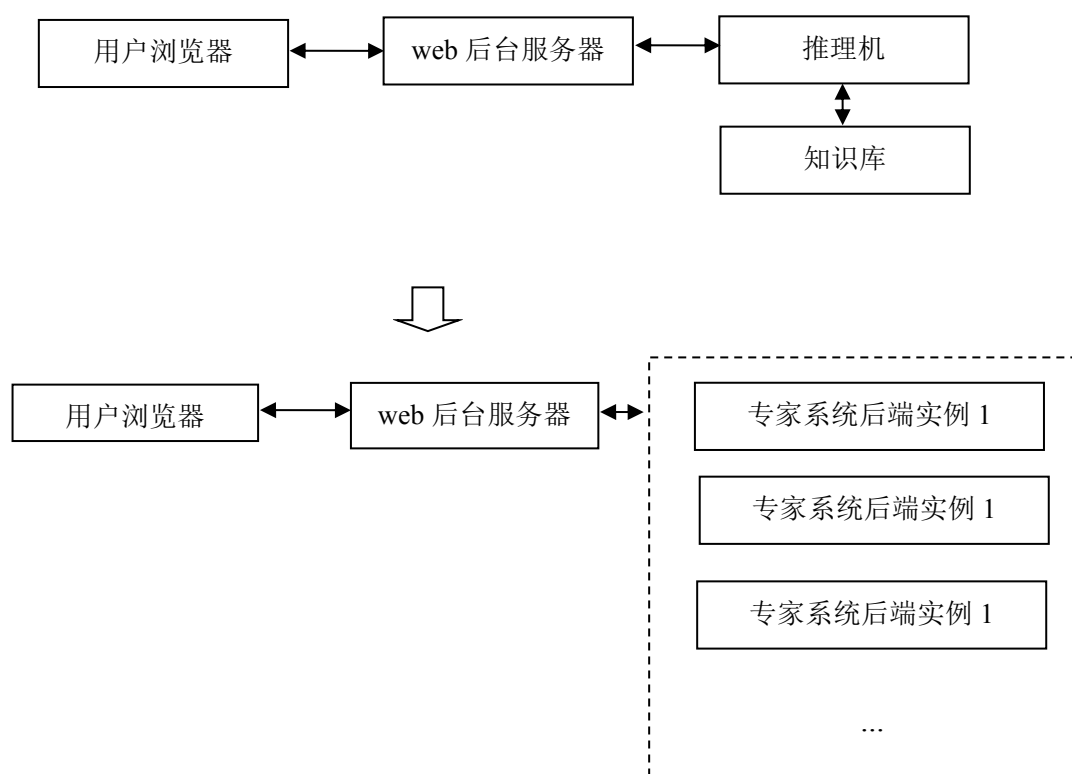 用户浏览器
web 后台服务器
推理机
知识库
用户浏览器
web 后台服务器
专家系统后端实例 1
专家系统后端实例 1
专家系统后端实例 1
...